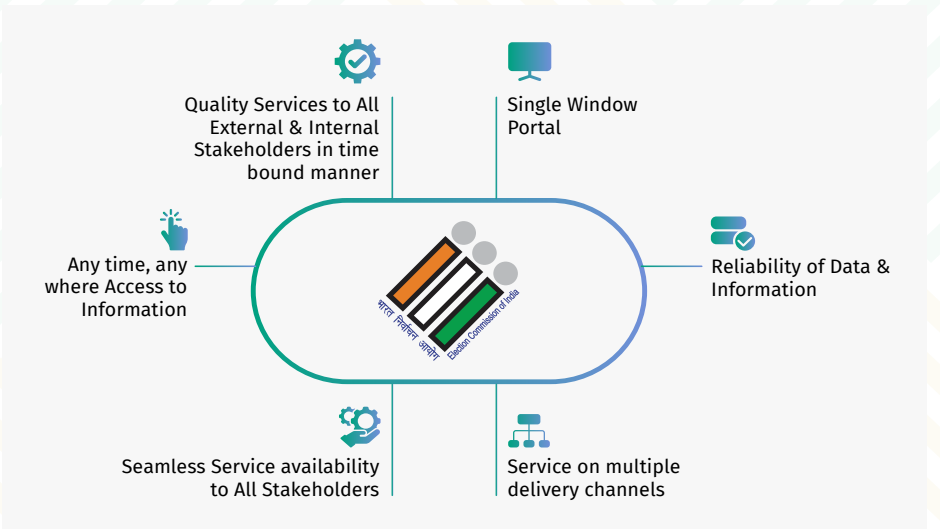 Quality Services to All
External & Internal
Stakeholders in time
bound manner
Single Window
Portal
Any time, any
where Access to
Information
भारत निर्वाचन आयोग
Election Commission of India
Reliability of Data &
Information
Seamless Service availability
to All Stakeholders
Service on multiple
delivery channels